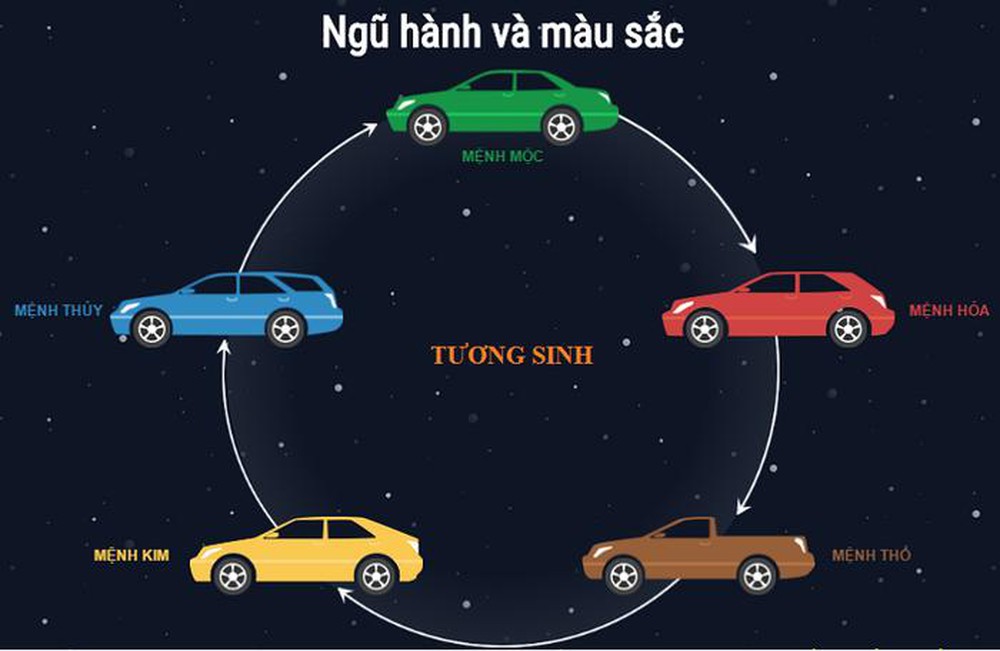 Ngũ hành và màu sắc
MỆNH MỘC
MỆNH THỦY
MỆNH HỎA
TƯƠNG SINH
MỆNH KIM
MỆNH THỔ